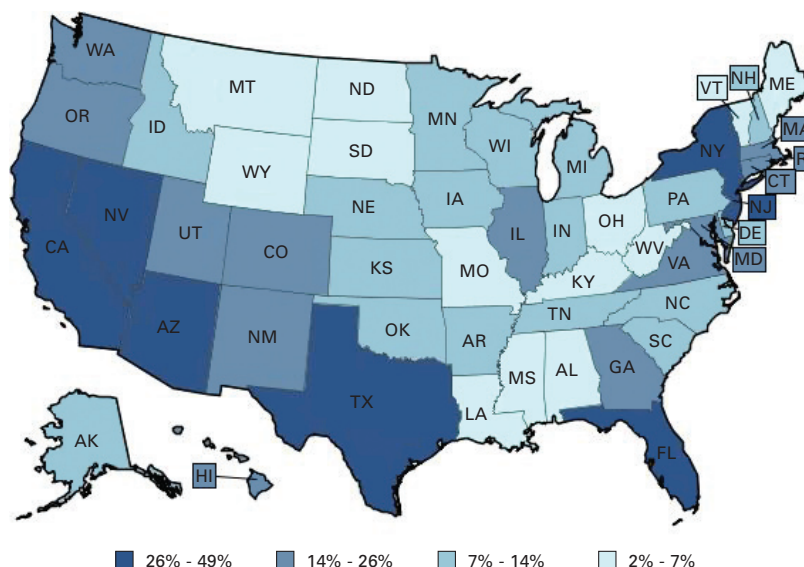 WA
MT
ND
MN
VT
NH
ME
OR
ID
WY
SD
WI
MI
NY
MA
CT
NV
UT
CO
NE
IA
IL
IN
OH
PA
NJ
DE
MD
CA
KS
MO
KY
WV
VA
AZ
NM
OK
AR
TN
NC
SC
TX
LA
MS
AL
GA
FL
AK
HI
26% - 49%
14% - 26%
7% - 14%
2% - 7%